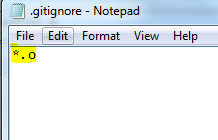 .gitignore - Notepad
File Edit Format View Help
*.o